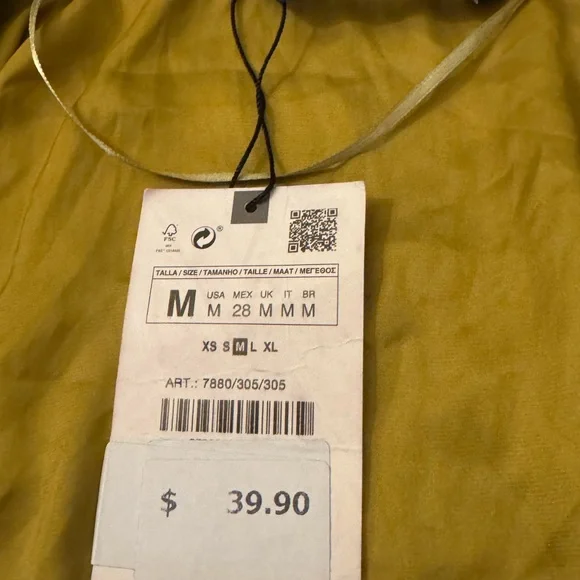 FSC
®
TALLA / SIZE / TAMANHO / TAILLE / MAAT / ΜΕΓΕΘΟΣ
M USA MEX UK IT BR
M 28 M M M
XS S M L XL
ART.: 7880/305/305
$ 39.90